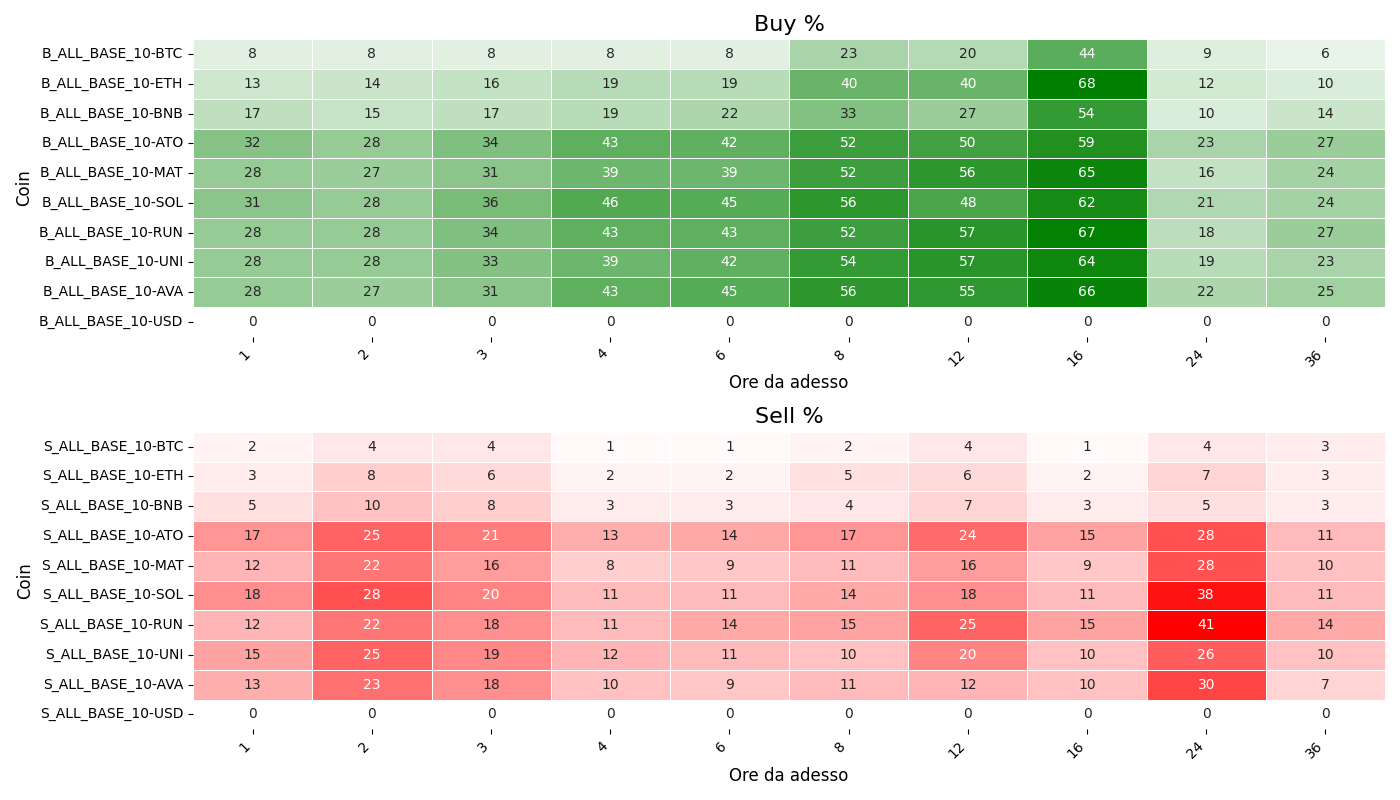 Buy %
Coin
B_ALL_BASE_10-BTC 8 8 8 8 8 23 20 44 9 6
B_ALL_BASE_10-ETH 13 14 16 19 19 40 40 68 12 10
B_ALL_BASE_10-BNB 17 15 17 19 22 33 27 54 10 14
B_ALL_BASE_10-ATO 32 28 34 43 42 52 50 59 23 27
B_ALL_BASE_10-MAT 28 27 31 39 39 52 56 65 16 24
B_ALL_BASE_10-SOL 31 28 36 46 45 56 48 62 21 24
B_ALL_BASE_10-RUN 28 28 34 43 43 52 57 67 18 27
B_ALL_BASE_10-UNI 28 28 33 39 42 54 57 64 19 23
B_ALL_BASE_10-AVA 28 27 31 43 45 56 55 66 22 25
B_ALL_BASE_10-USD 0 0 0 0 0 0 0 0 0 0
1 2 3 4 6 8 12 16 24 36
Ore da adesso
Sell %
Coin
S_ALL_BASE_10-BTC 2 4 4 1 1 2 4 1 4 3
S_ALL_BASE_10-ETH 3 8 6 2 2 5 6 2 7 3
S_ALL_BASE_10-BNB 5 10 8 3 3 4 7 3 5 3
S_ALL_BASE_10-ATO 17 25 21 13 14 17 24 15 28 11
S_ALL_BASE_10-MAT 12 22 16 8 9 11 16 9 28 10
S_ALL_BASE_10-SOL 18 28 20 11 11 14 18 11 38 11
S_ALL_BASE_10-RUN 12 22 18 11 14 15 25 15 41 14
S_ALL_BASE_10-UNI 15 25 19 12 11 10 20 10 26 10
S_ALL_BASE_10-AVA 13 23 18 10 9 11 12 10 30 7
S_ALL_BASE_10-USD 0 0 0 0 0 0 0 0 0 0
1 2 3 4 6 8 12 16 24 36
Ore da adesso